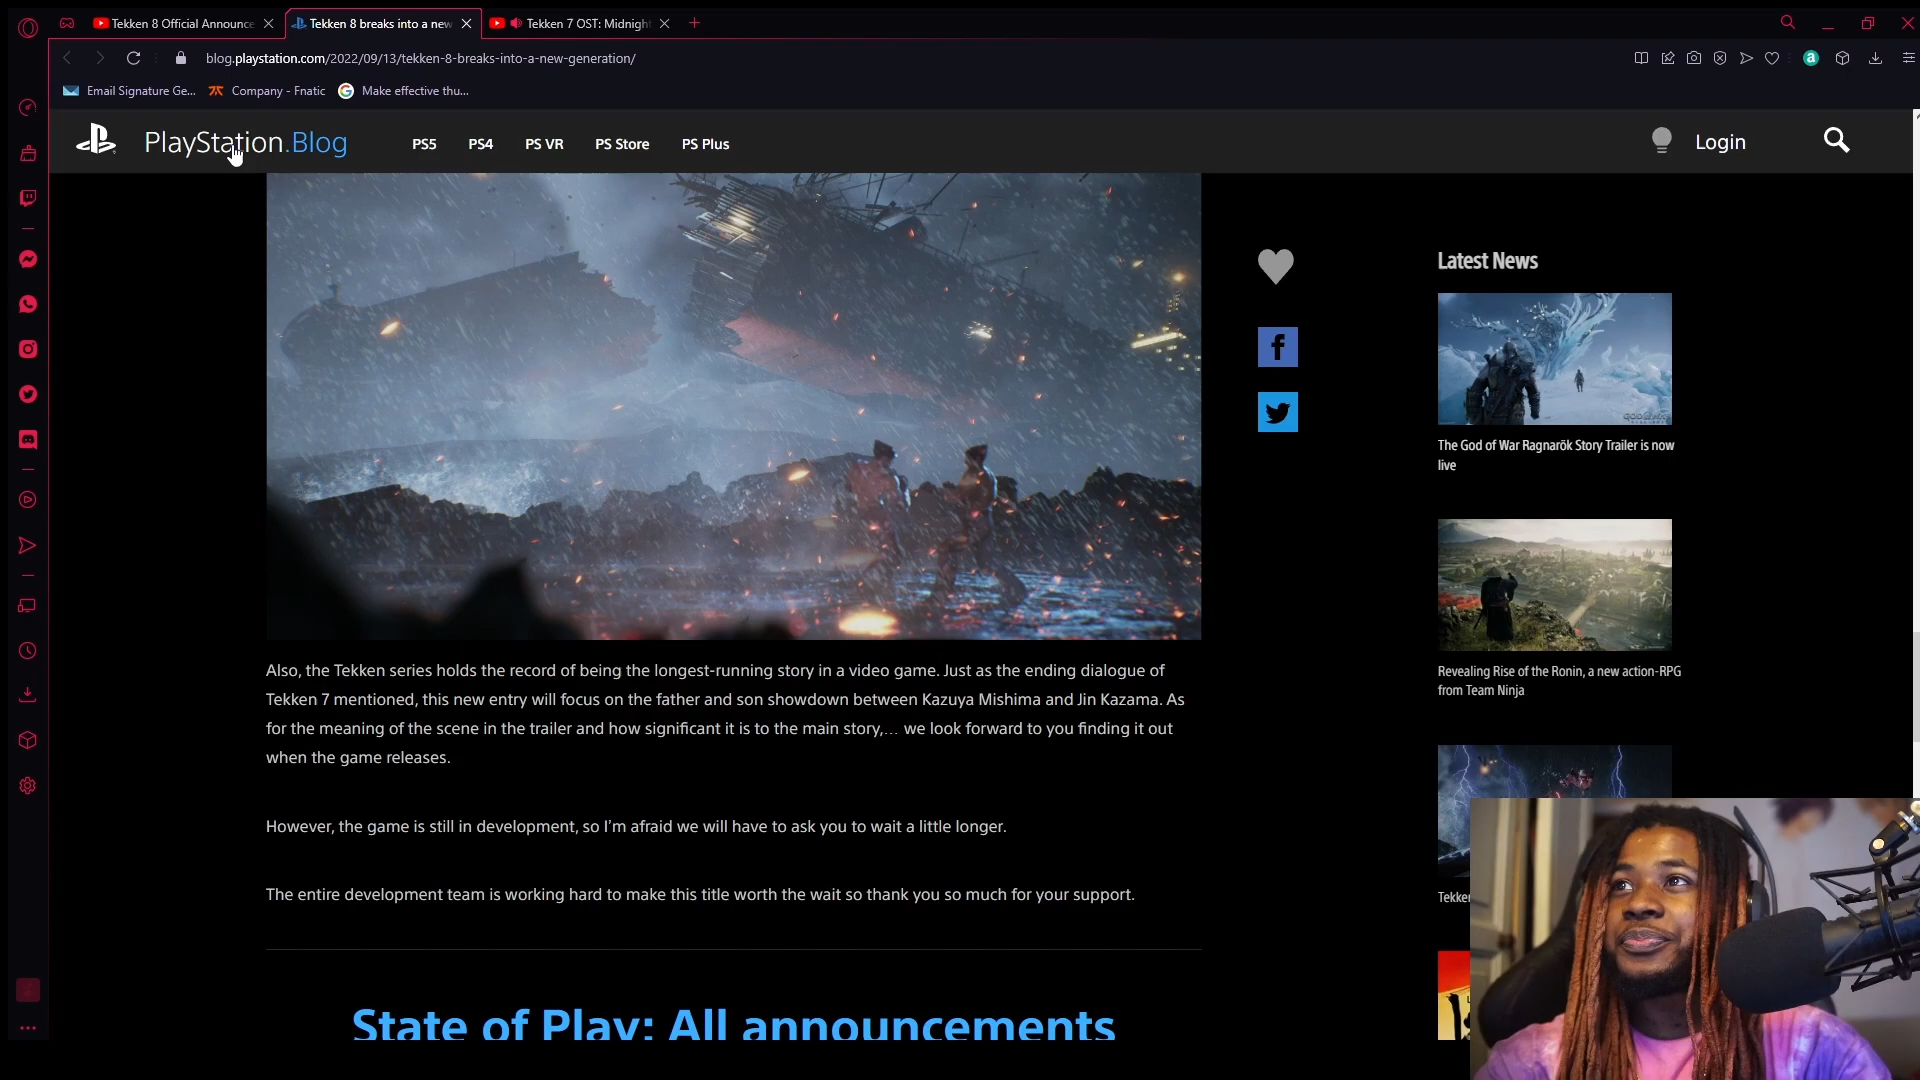 Tekken 8 Official Announce
Tekken 8 breaks into a new
Tekken 7 OST: Midnigh
blog.playstation.com/2022/09/13/tekken-8-breaks-into-a-new-generation/
Email Signature Ge...
Company - Fnatic
Make effective thu...
PlayStation.Blog
PS5
PS4
PS VR
PS Store
PS Plus
Login
Latest News
The God of War Ragnarök Story Trailer is now
live
Revealing Rise of the Ronin, a new action-RPG
from Team Ninja
Also, the Tekken series holds the record of being the longest-running story in a video game. Just as the ending dialogue of
Tekken 7 mentioned, this new entry will focus on the father and son showdown between Kazuya Mishima and Jin Kazama. As
for the meaning of the scene in the trailer and how significant it is to the main story,… we look forward to you finding it out
when the game releases.
However, the game is still in development, so I'm afraid we will have to ask you to wait a little longer.
The entire development team is working hard to make this title worth the wait so thank you so much for your support.
State of Play: All announcements